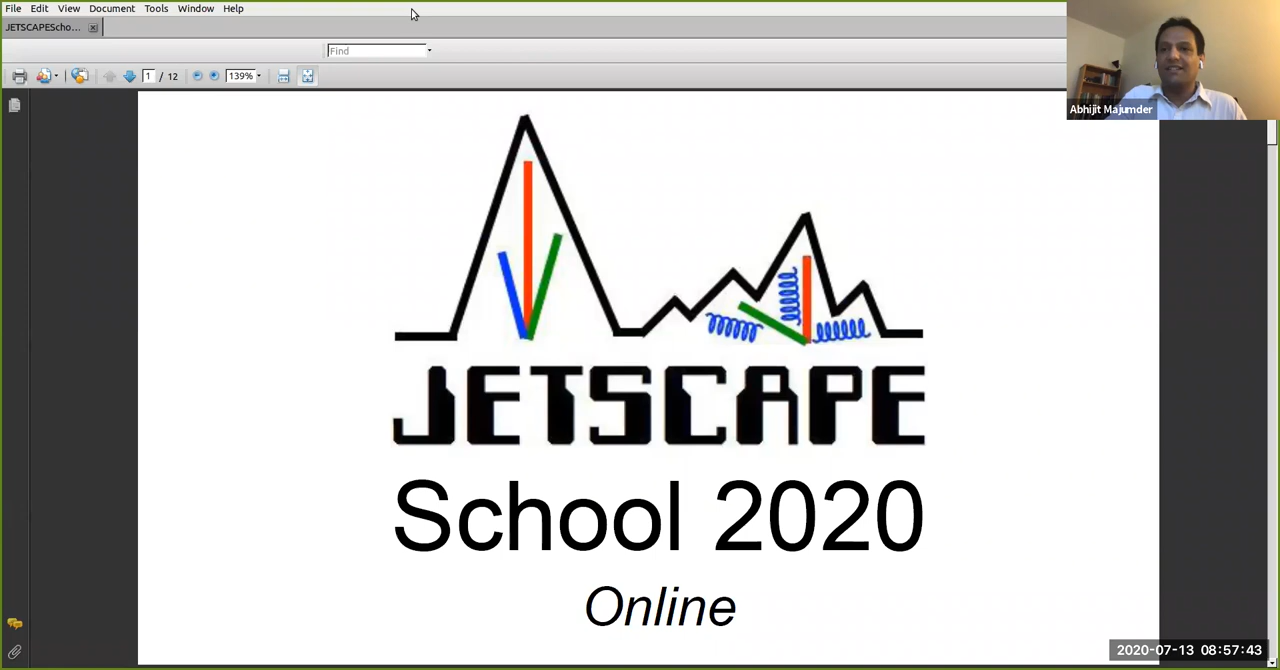 File Edit View Document Tools Window Help
JETSCAPEScho...
Find
1 / 12 139%
Abhijit Majumder
JETSCAPE
School 2020
Online
2020-07-13 08:57:43